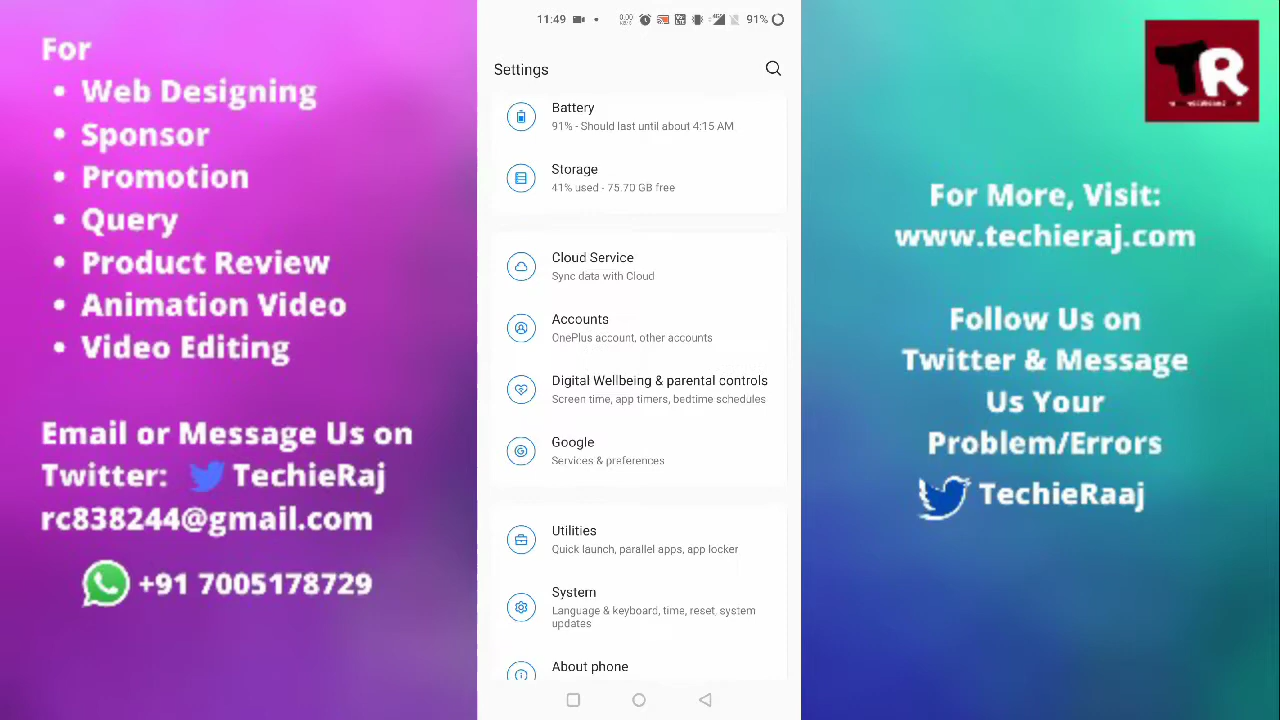 For
• Web Designing
• Sponsor
• Promotion
• Query
• Product Review
• Animation Video
• Video Editing
Email or Message Us on
Twitter: TechieRaj
rc838244@gmail.com
+91 7005178729
11:49
91%
Settings
Battery
91% - Should last until about 4:15 AM
Storage
41% used - 75.70 GB free
Cloud Service
Sync data with Cloud
Accounts
OnePlus account, other accounts
Digital Wellbeing & parental controls
Screen time, app timers, bedtime schedules
Google
Services & preferences
Utilities
Quick launch, parallel apps, app locker
System
Language & keyboard, time, reset, system
updates
About phone
TR
For More, Visit:
www.techieraj.com
Follow Us on
Twitter & Message
Us Your
Problem/Errors
TechieRaaj